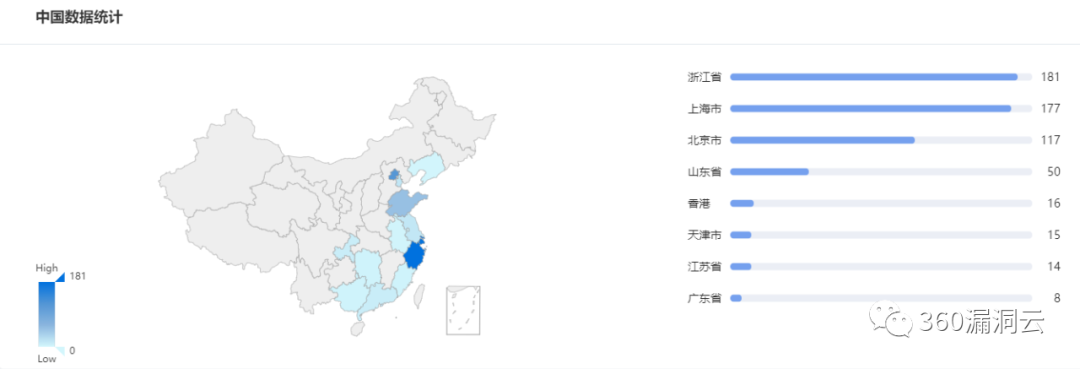 中国数据统计
浙江省 181
上海市 177
北京市 117
山东省 50
香港 16
天津市 15
江苏省 14
广东省 8
High
181
0
Low
360漏洞云